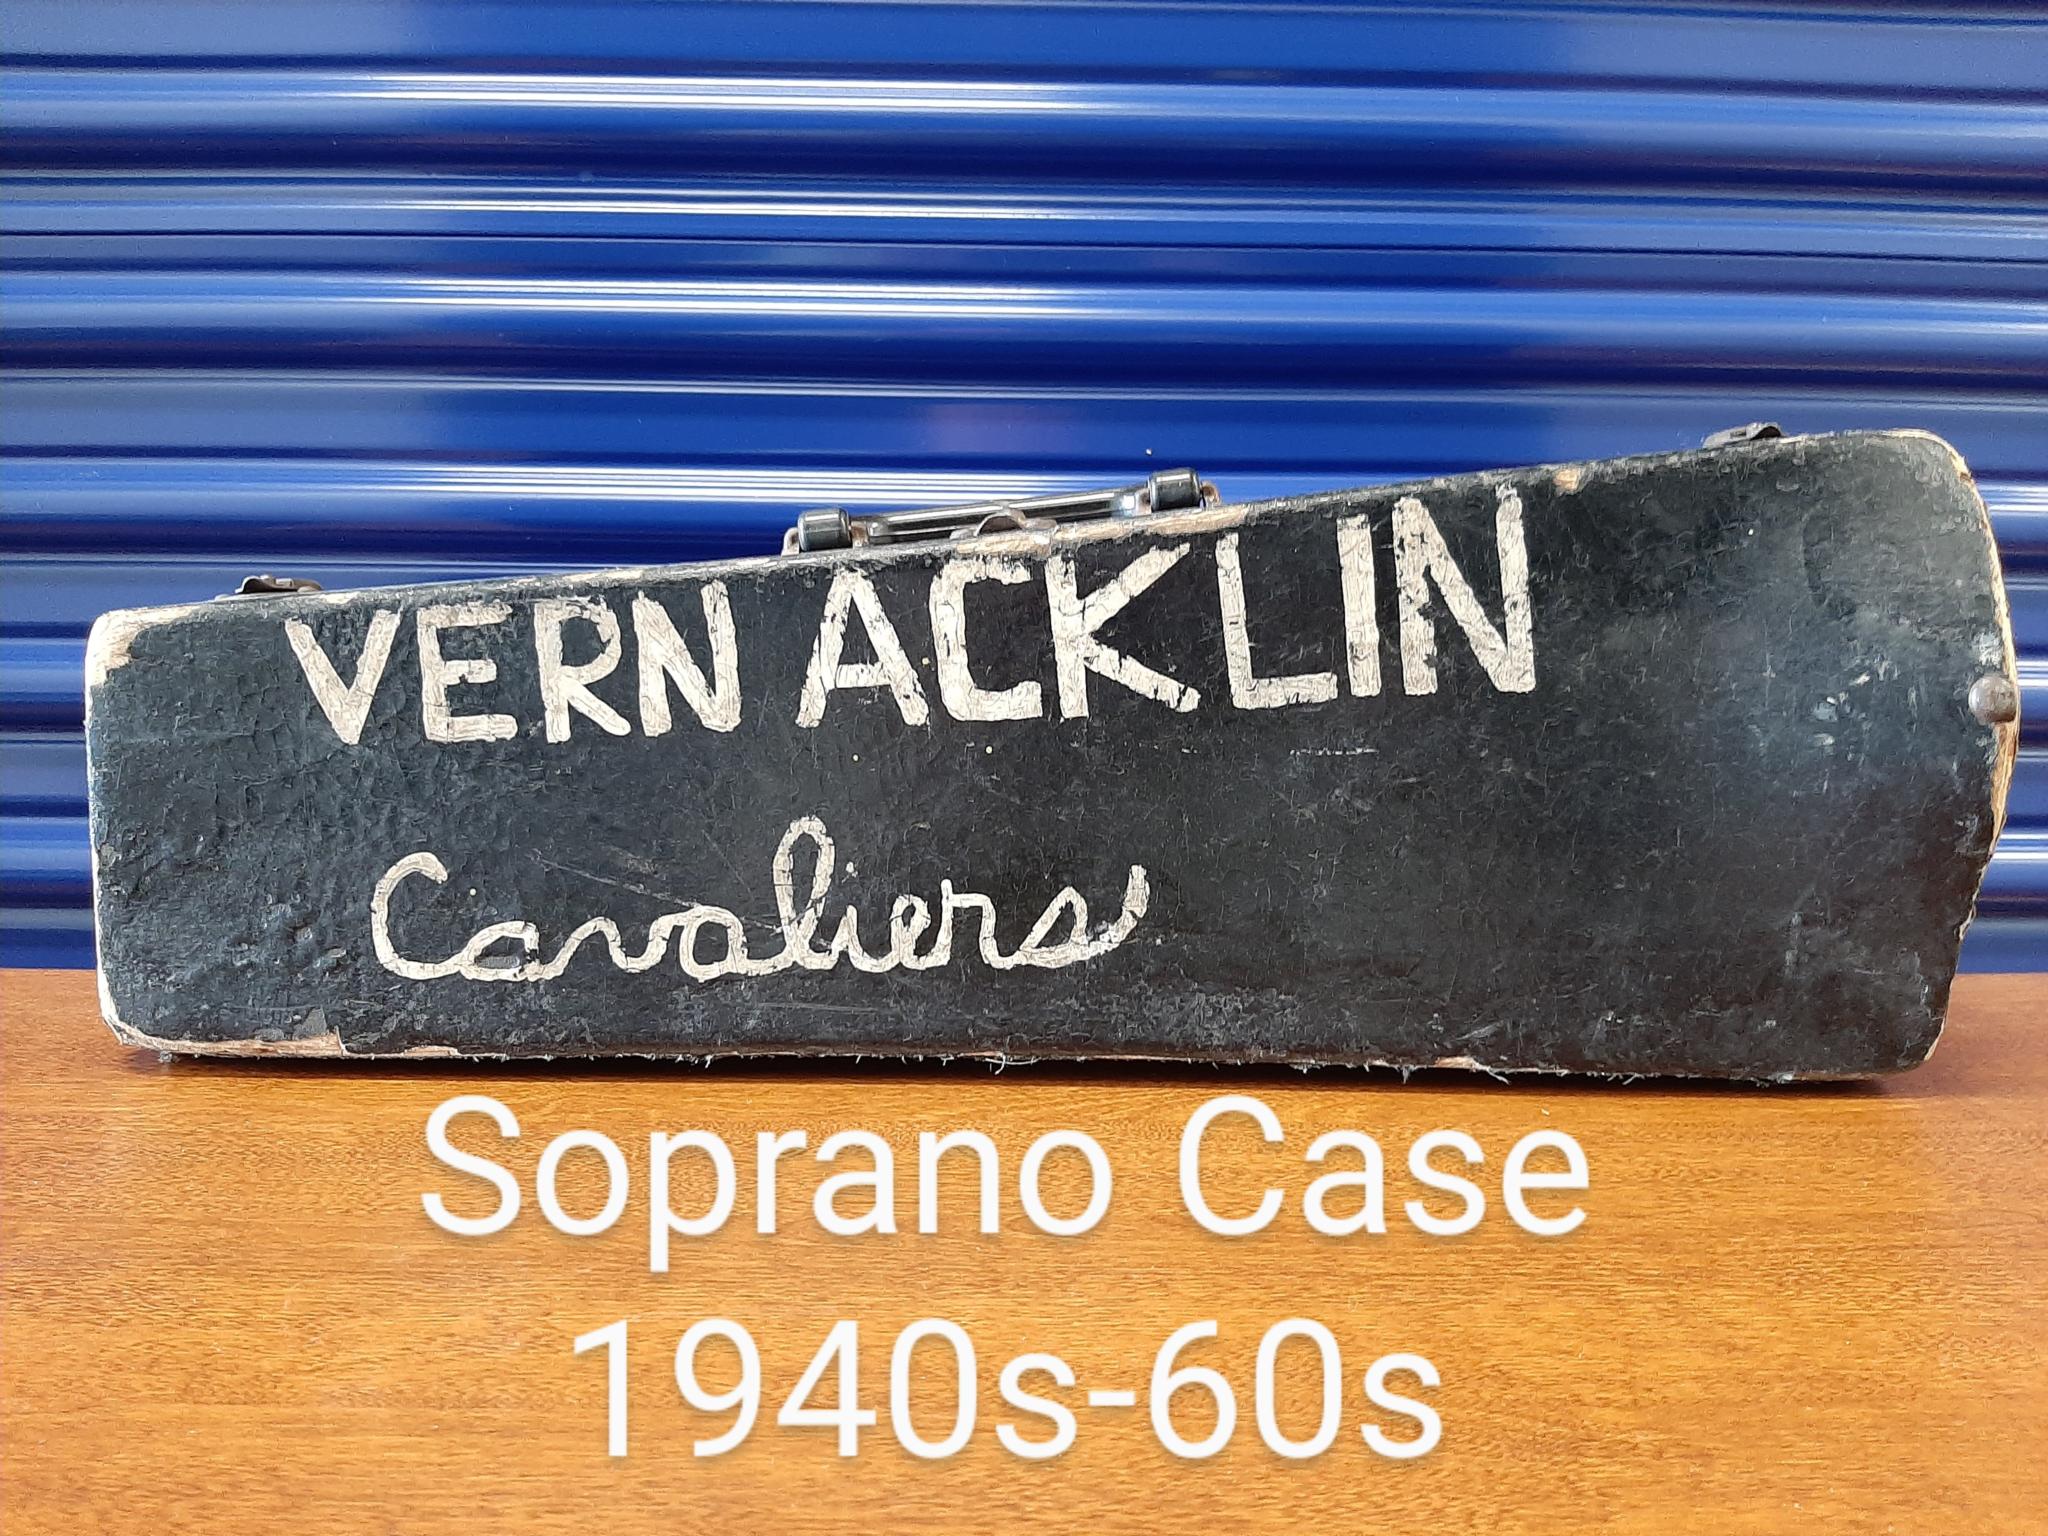 VERN ACKLIN
Cavaliers
Soprano Case
1940s-60s